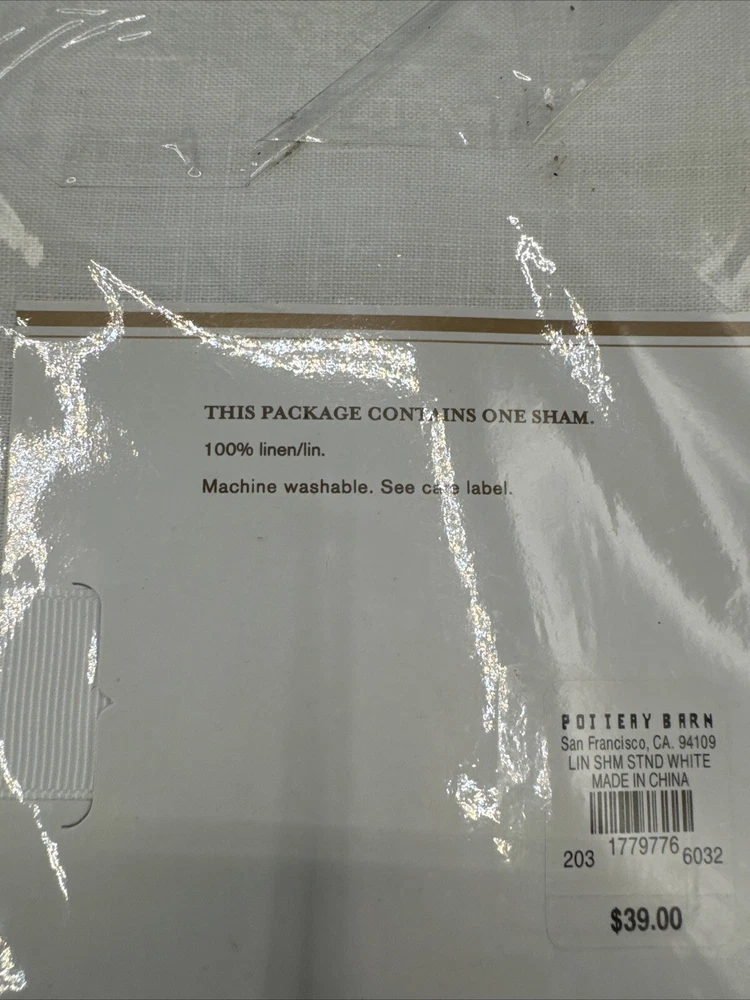 THIS PACKAGE CONTAINS ONE SHAM.
100% linen/lin.
Machine washable. See care label.
POTTERY BARN
San Francisco, CA. 94109
LIN SHM STND WHITE
MADE IN CHINA
203 1779776 6032
$39.00